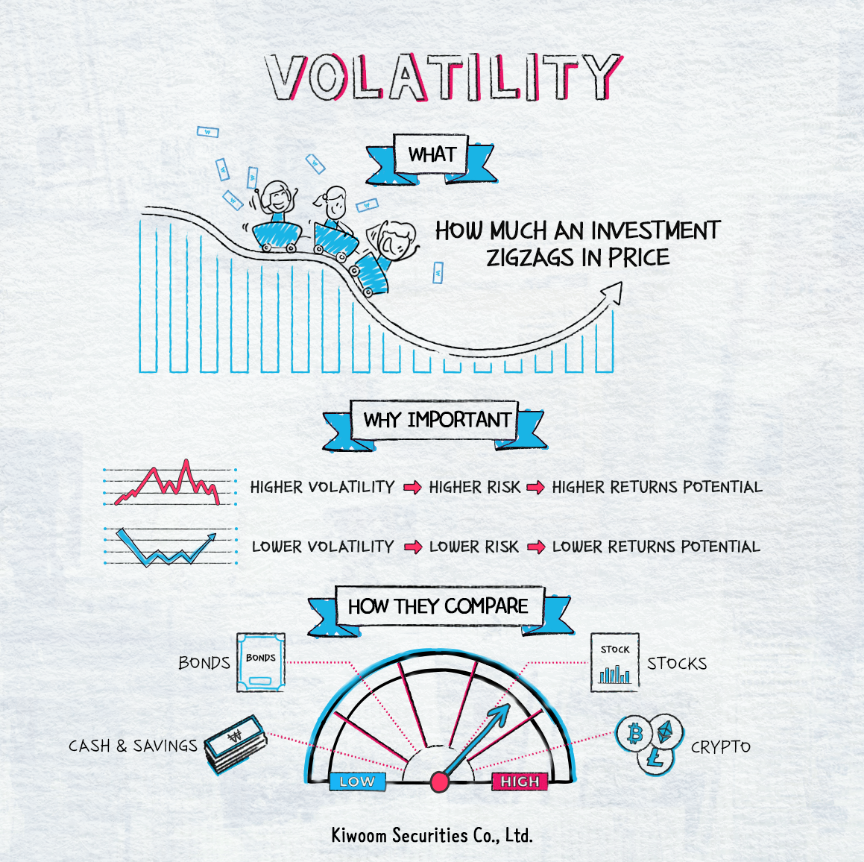 VOLATILITY
WHAT
HOW MUCH AN INVESTMENT
ZIGZAGS IN PRICE
WHY IMPORTANT
HIGHER VOLATILITY HIGHER RISK HIGHER RETURNS POTENTIAL
LOWER VOLATILITY LOWER RISK LOWER RETURNS POTENTIAL
HOW THEY COMPARE
BONDS
BONDS
STOCK
STOCKS
CASH & SAVINGS
₩
CRYPTO
LOW
HIGH
Kiwoom Securities Co., Ltd.